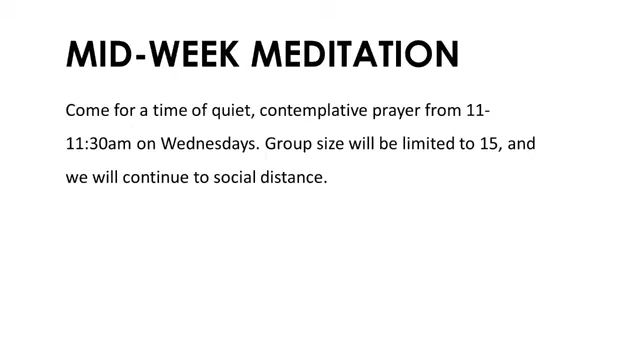 MID-WEEK MEDITATION
Come for a time of quiet, contemplative prayer from 11-
11:30am on Wednesdays. Group size will be limited to 15, and
we will continue to social distance.